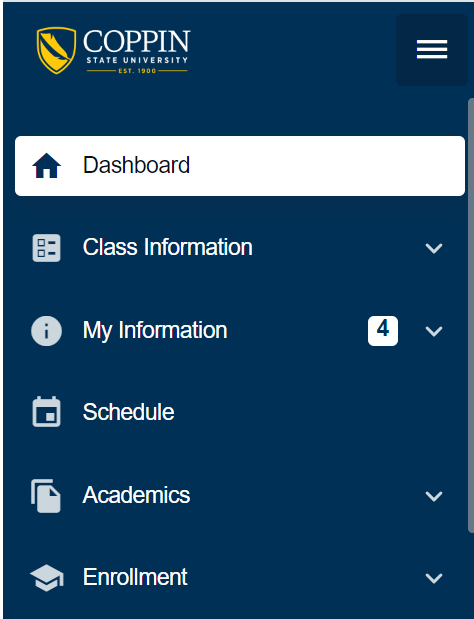 COPPIN
STATE UNIVERSITY
EST. 1900
Dashboard
Class Information
My Information 4
Schedule
Academics
Enrollment